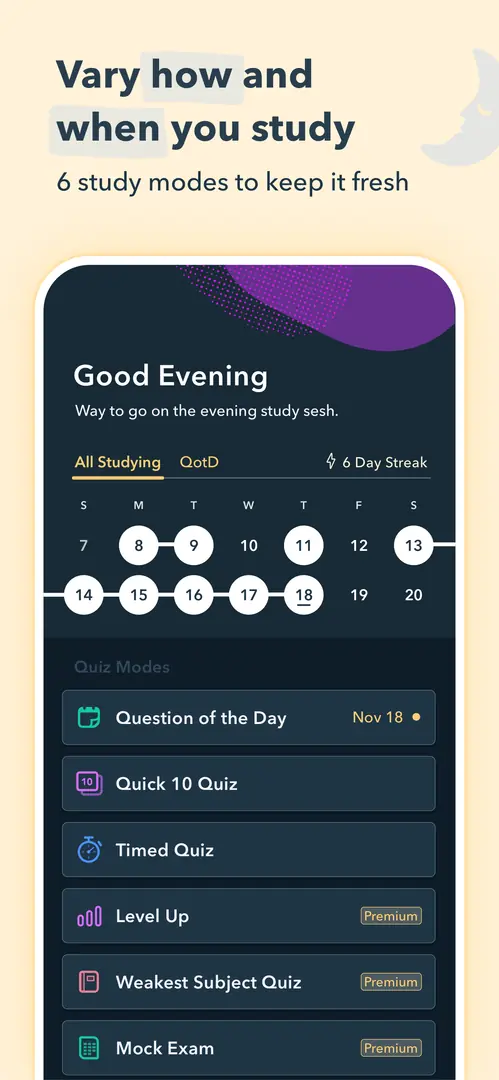 Vary how and
when you study
6 study modes to keep it fresh
Good Evening
Way to go on the evening study sesh.
All Studying QotD 6 Day Streak
S M T W T F S
7 8 9 10 11 12 13
14 15 16 17 18 19 20
Quiz Modes
Question of the Day Nov 18
10 Quick 10 Quiz
Timed Quiz
Level Up Premium
Weakest Subject Quiz Premium
Mock Exam Premium